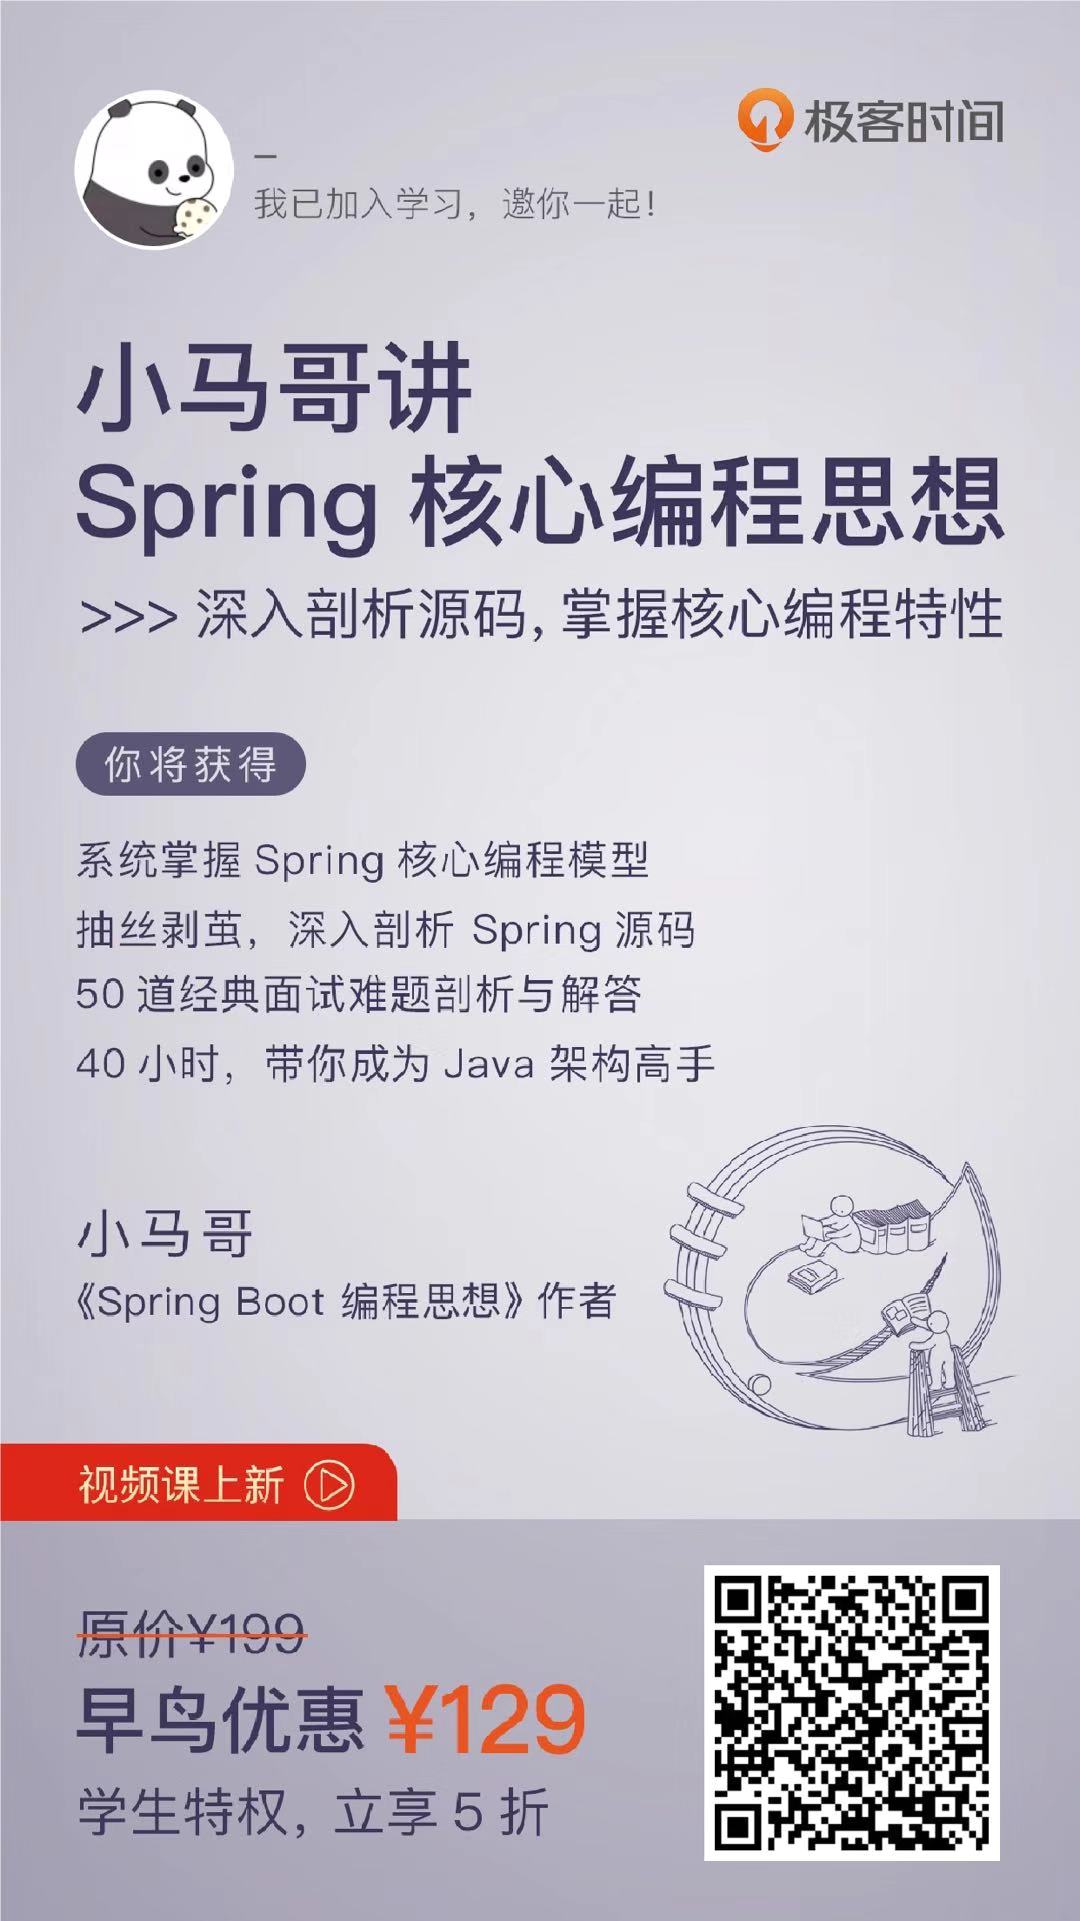 极客时间
–
我已加入学习，邀你一起！
小马哥讲
Spring 核心编程思想
>>> 深入剖析源码，掌握核心编程特性
你将获得
系统掌握 Spring 核心编程模型
抽丝剥茧，深入剖析 Spring 源码
50 道经典面试难题剖析与解答
40 小时，带你成为 Java 架构高手
小马哥
《Spring Boot 编程思想》作者
视频课上新
原价¥199
早鸟优惠 ¥129
学生特权，立享 5 折